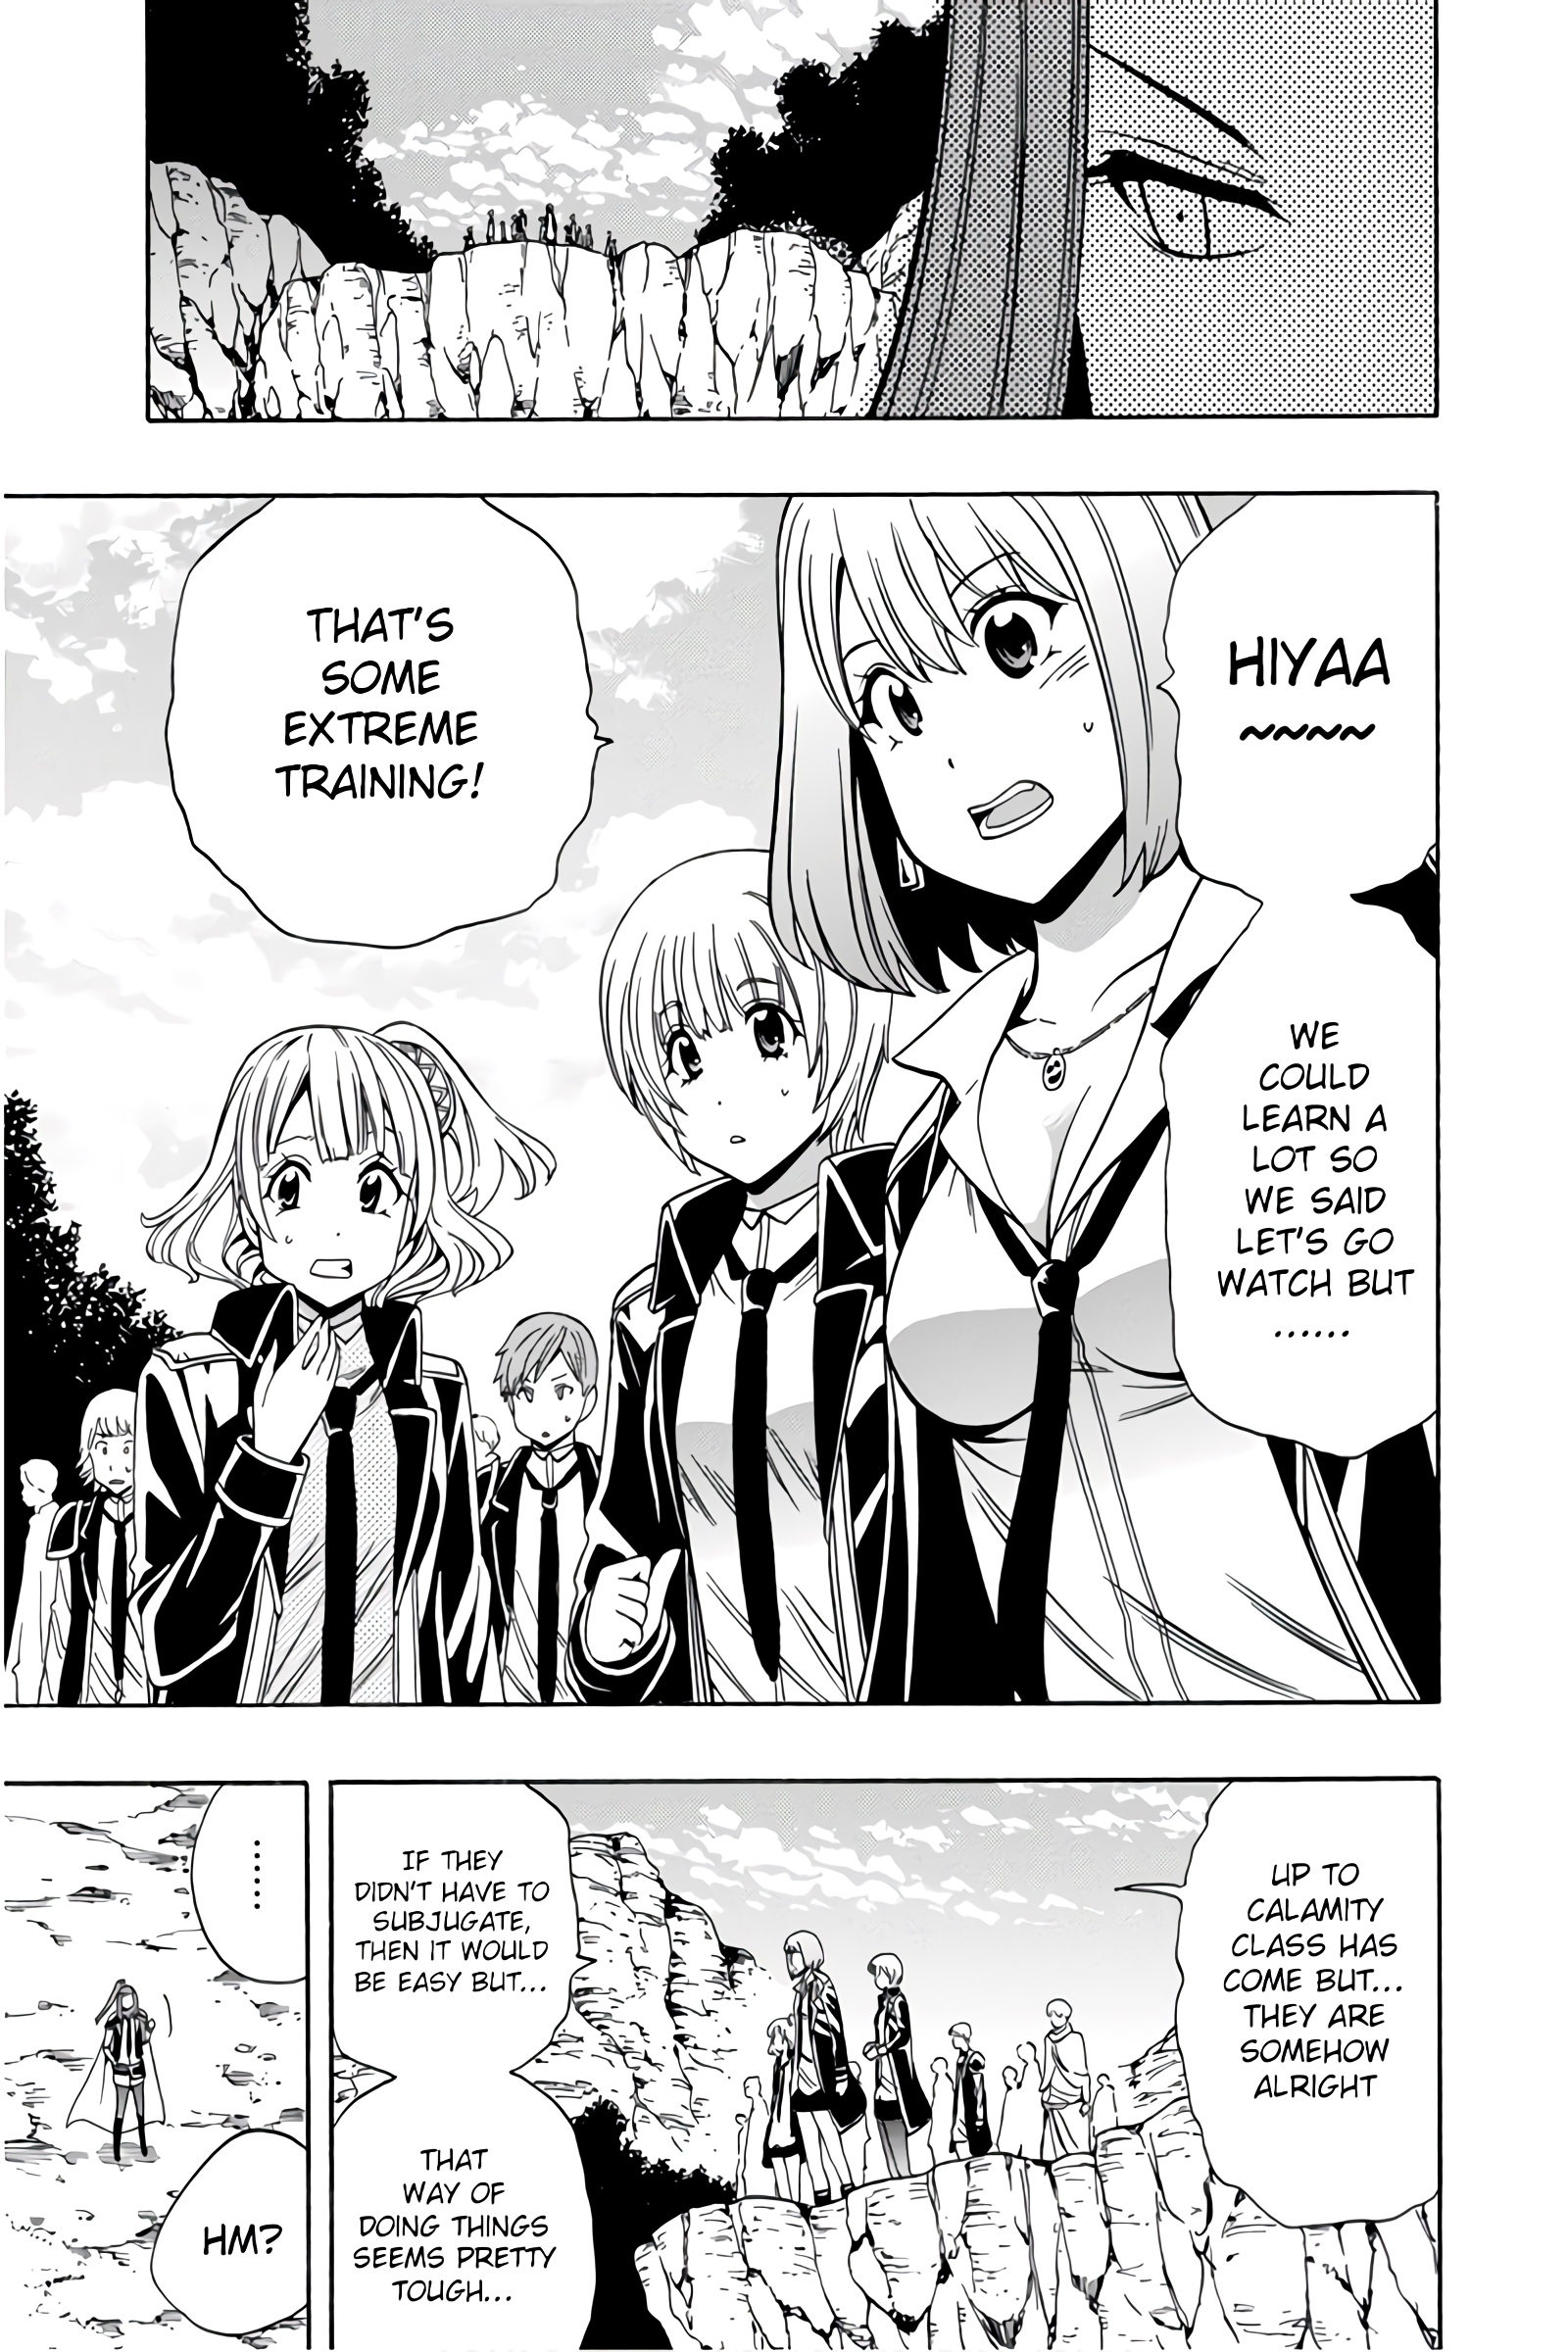 HIYAA
~~~~
WE
COULD
LEARN A
LOT SO
WE SAID
LET'S GO
WATCH BUT
......
THAT'S
SOME
EXTREME
TRAINING!
UP TO
CALAMITY
CLASS HAS
COME BUT...
THEY ARE
SOMEHOW
ALRIGHT
IF THEY
DIDN'T HAVE TO
SUBJUGATE,
THEN IT WOULD
BE EASY BUT...
THAT
WAY OF
DOING THINGS
SEEMS PRETTY
TOUGH...
......
HM?